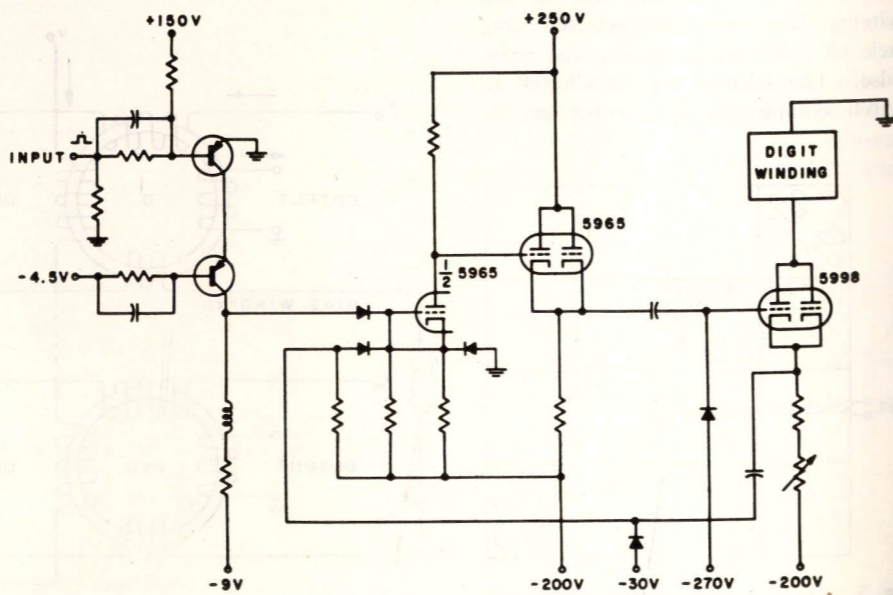 +150V
+250V
INPUT
DIGIT
WINDING
-4.5V
1/2 5965
5965
5998
-9V
-200V
-30V
-270V
-200V